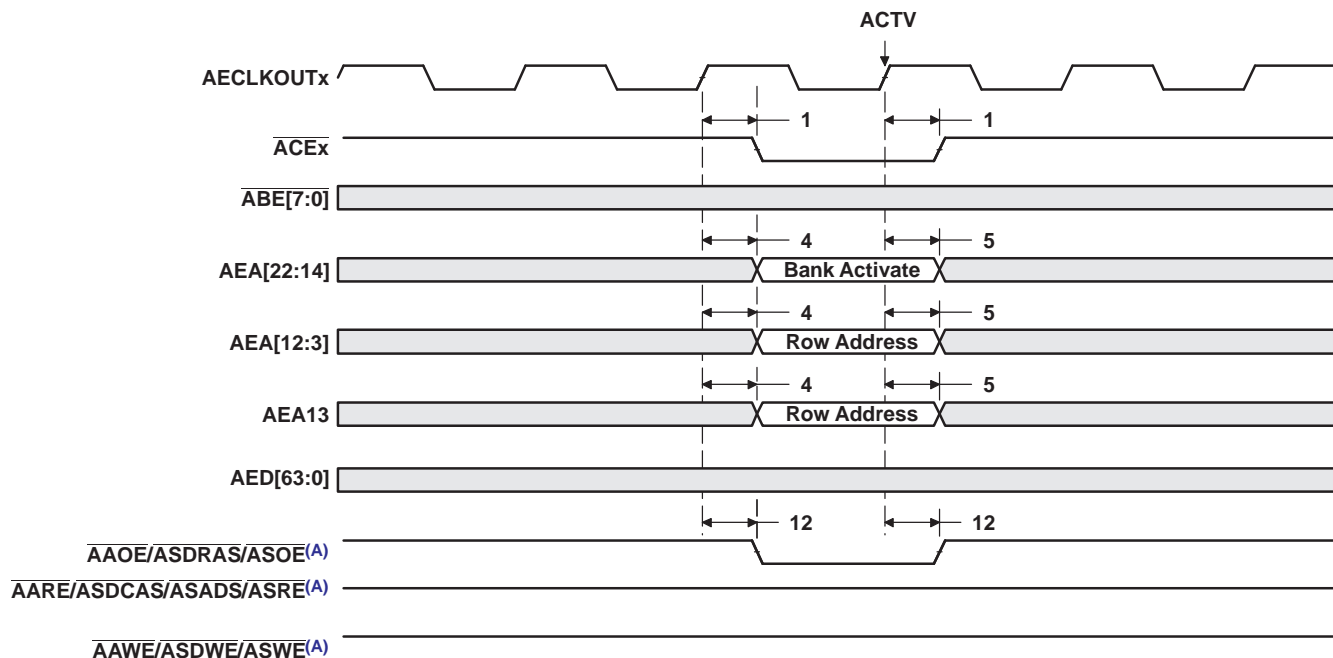 ACTV
AECLKOUTx
1 1
ACEx
ABE[7:0]
4 5
AEA[22:14] Bank Activate
4 5
AEA[12:3] Row Address
4 5
AEA13 Row Address
AED[63:0]
12 12
AAOE/ASDRAS/ASOE(A)
AARE/ASDCAS/ASADS/ASRE(A)
AAWE/ASDWE/ASWE(A)